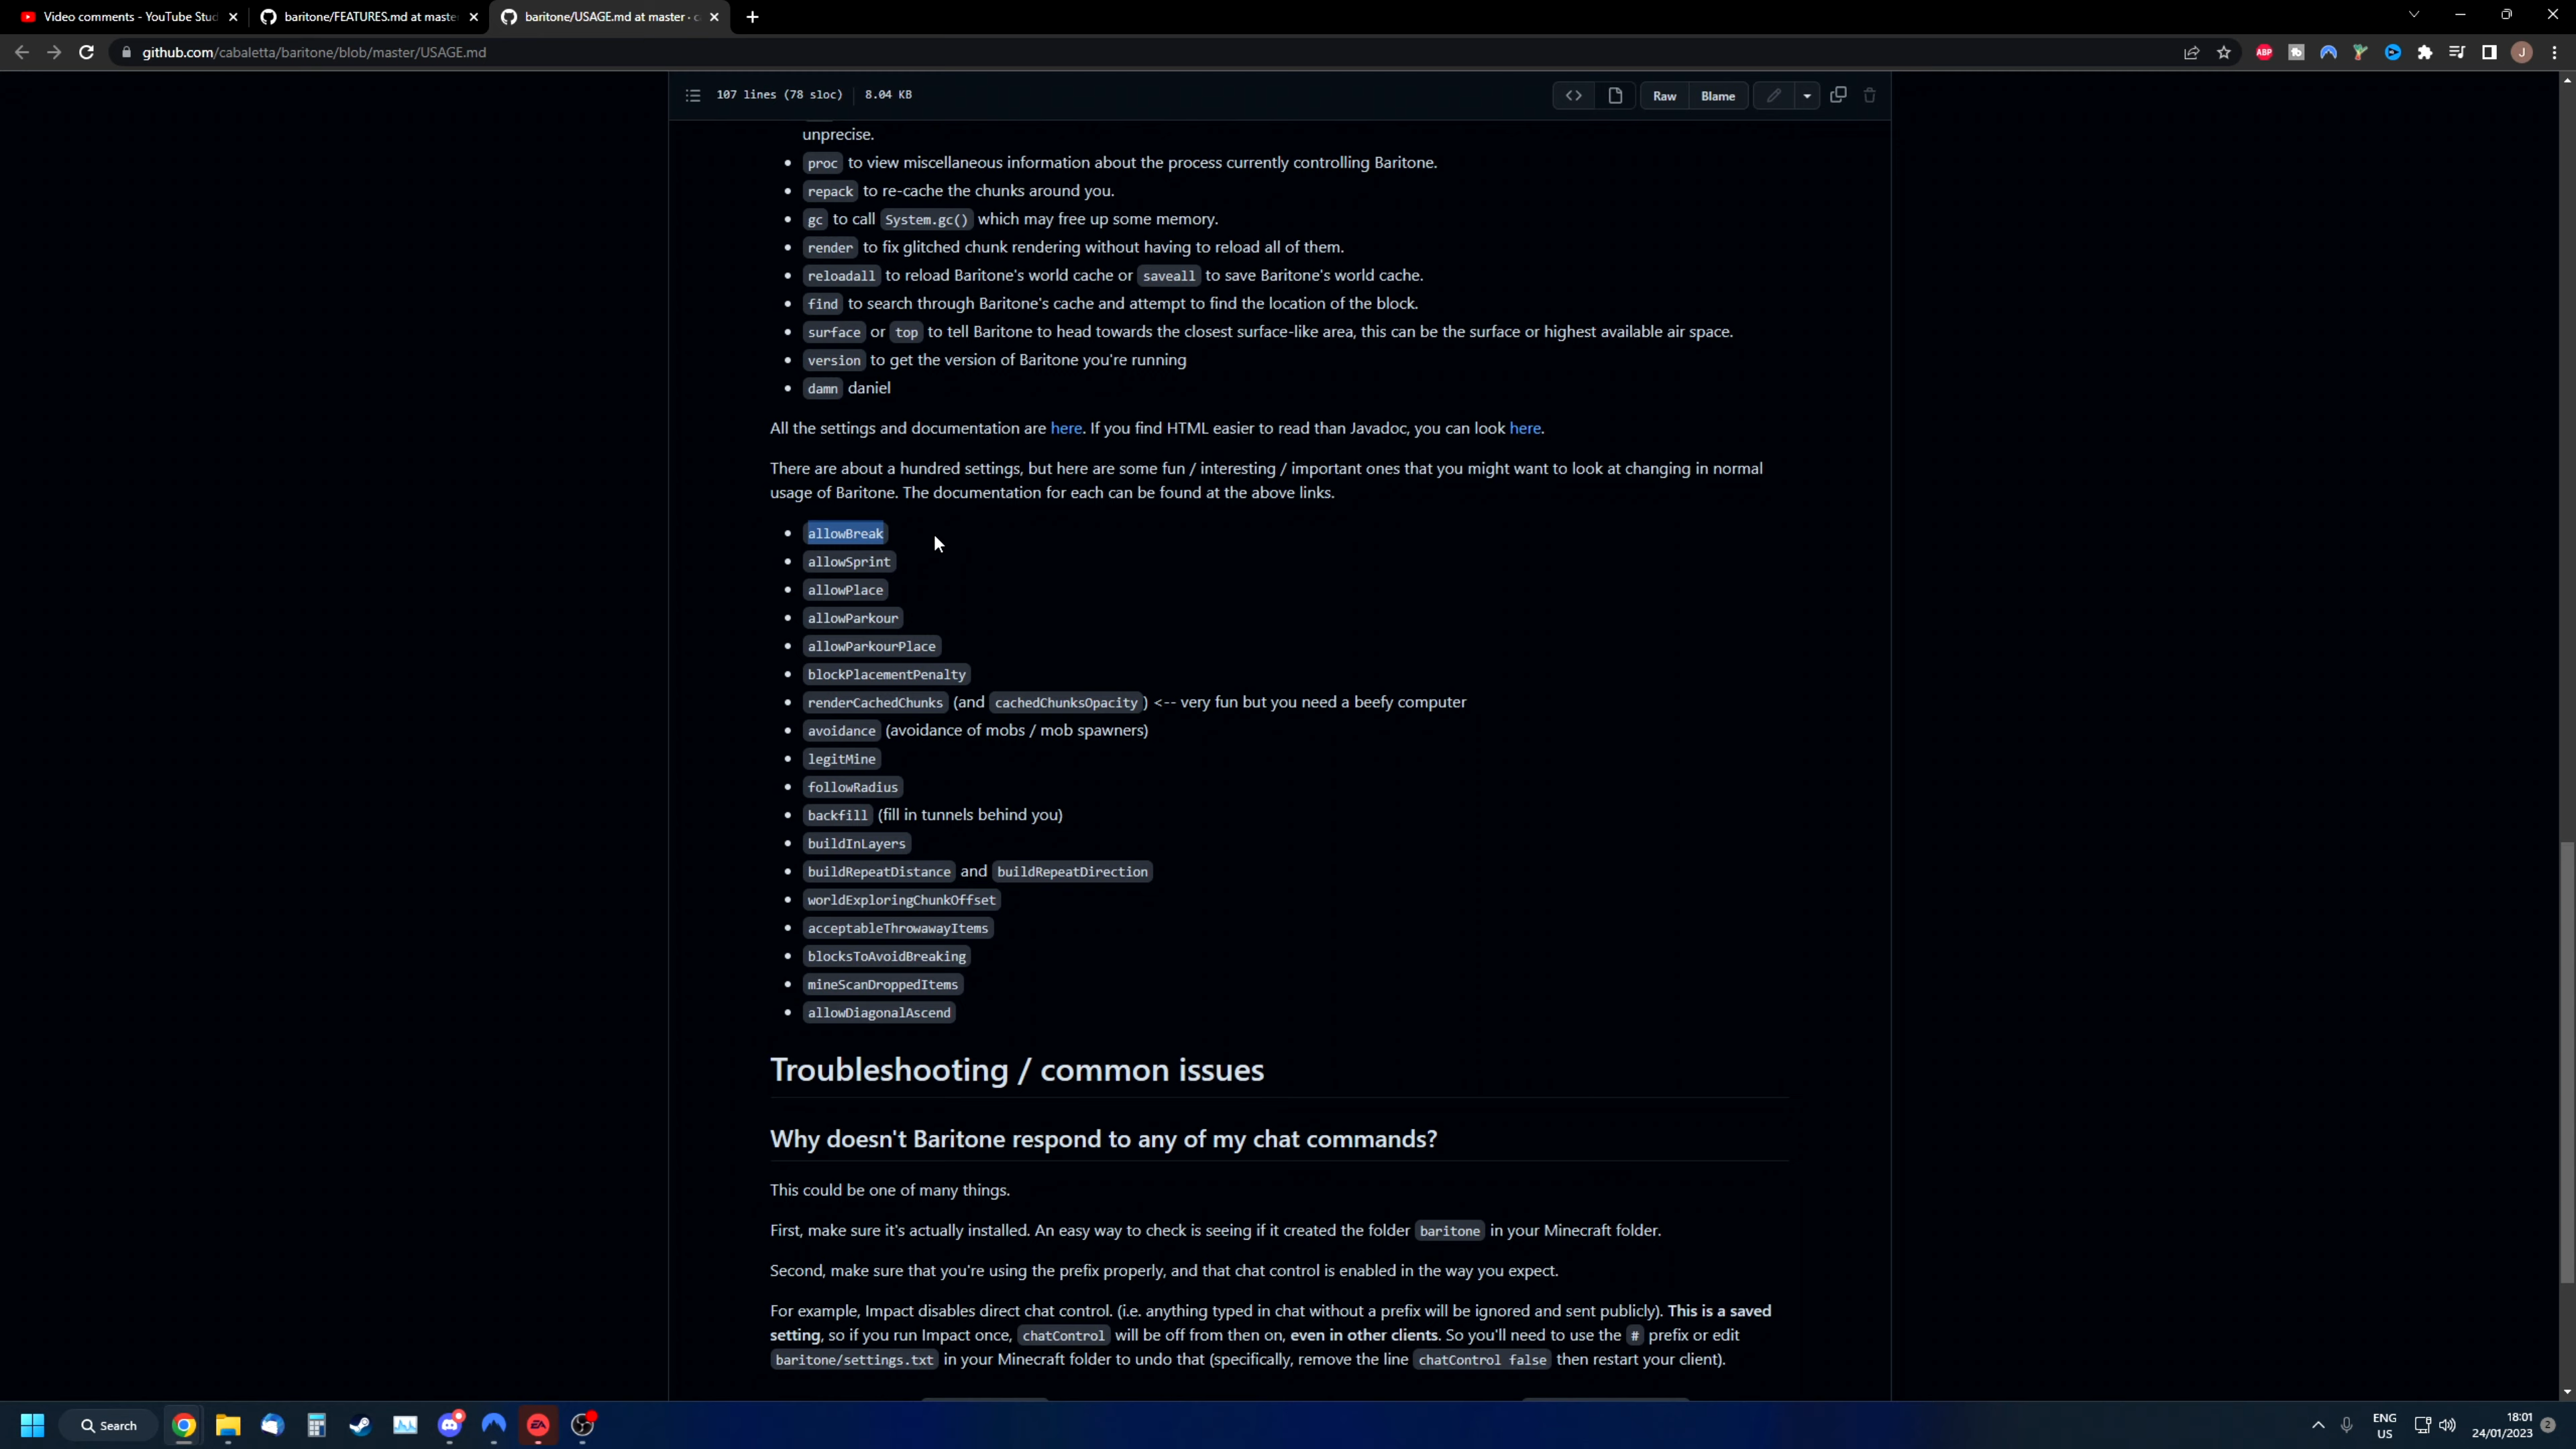 Video comments - YouTube Stud
baritone/FEATURES.md at maste
baritone/USAGE.md at master · c
github.com/cabaletta/baritone/blob/master/USAGE.md
ABP
J
107 lines (78 sloc) 8.04 KB
Raw Blame
unprecise.
• proc to view miscellaneous information about the process currently controlling Baritone.
• repack to re-cache the chunks around you.
• gc to call System.gc() which may free up some memory.
• render to fix glitched chunk rendering without having to reload all of them.
• reloadall to reload Baritone's world cache or saveall to save Baritone's world cache.
• find to search through Baritone's cache and attempt to find the location of the block.
• surface or top to tell Baritone to head towards the closest surface-like area, this can be the surface or highest available air space.
• version to get the version of Baritone you're running
• damn daniel
All the settings and documentation are here. If you find HTML easier to read than Javadoc, you can look here.
There are about a hundred settings, but here are some fun / interesting / important ones that you might want to look at changing in normal
usage of Baritone. The documentation for each can be found at the above links.
• allowBreak
• allowSprint
• allowPlace
• allowParkour
• allowParkourPlace
• blockPlacementPenalty
• renderCachedChunks (and cachedChunksOpacity) <-- very fun but you need a beefy computer
• avoidance (avoidance of mobs / mob spawners)
• legitMine
• followRadius
• backfill (fill in tunnels behind you)
• buildInLayers
• buildRepeatDistance and buildRepeatDirection
• worldExploringChunkOffset
• acceptableThrowawayItems
• blocksToAvoidBreaking
• mineScanDroppedItems
• allowDiagonalAscend
Troubleshooting / common issues
Why doesn't Baritone respond to any of my chat commands?
This could be one of many things.
First, make sure it's actually installed. An easy way to check is seeing if it created the folder baritone in your Minecraft folder.
Second, make sure that you're using the prefix properly, and that chat control is enabled in the way you expect.
For example, Impact disables direct chat control. (i.e. anything typed in chat without a prefix will be ignored and sent publicly). This is a saved
setting, so if you run Impact once, chatControl will be off from then on, even in other clients. So you'll need to use the # prefix or edit
baritone/settings.txt in your Minecraft folder to undo that (specifically, remove the line chatControl false then restart your client).
Search
EA
ENG
US
18:01
24/01/2023
2